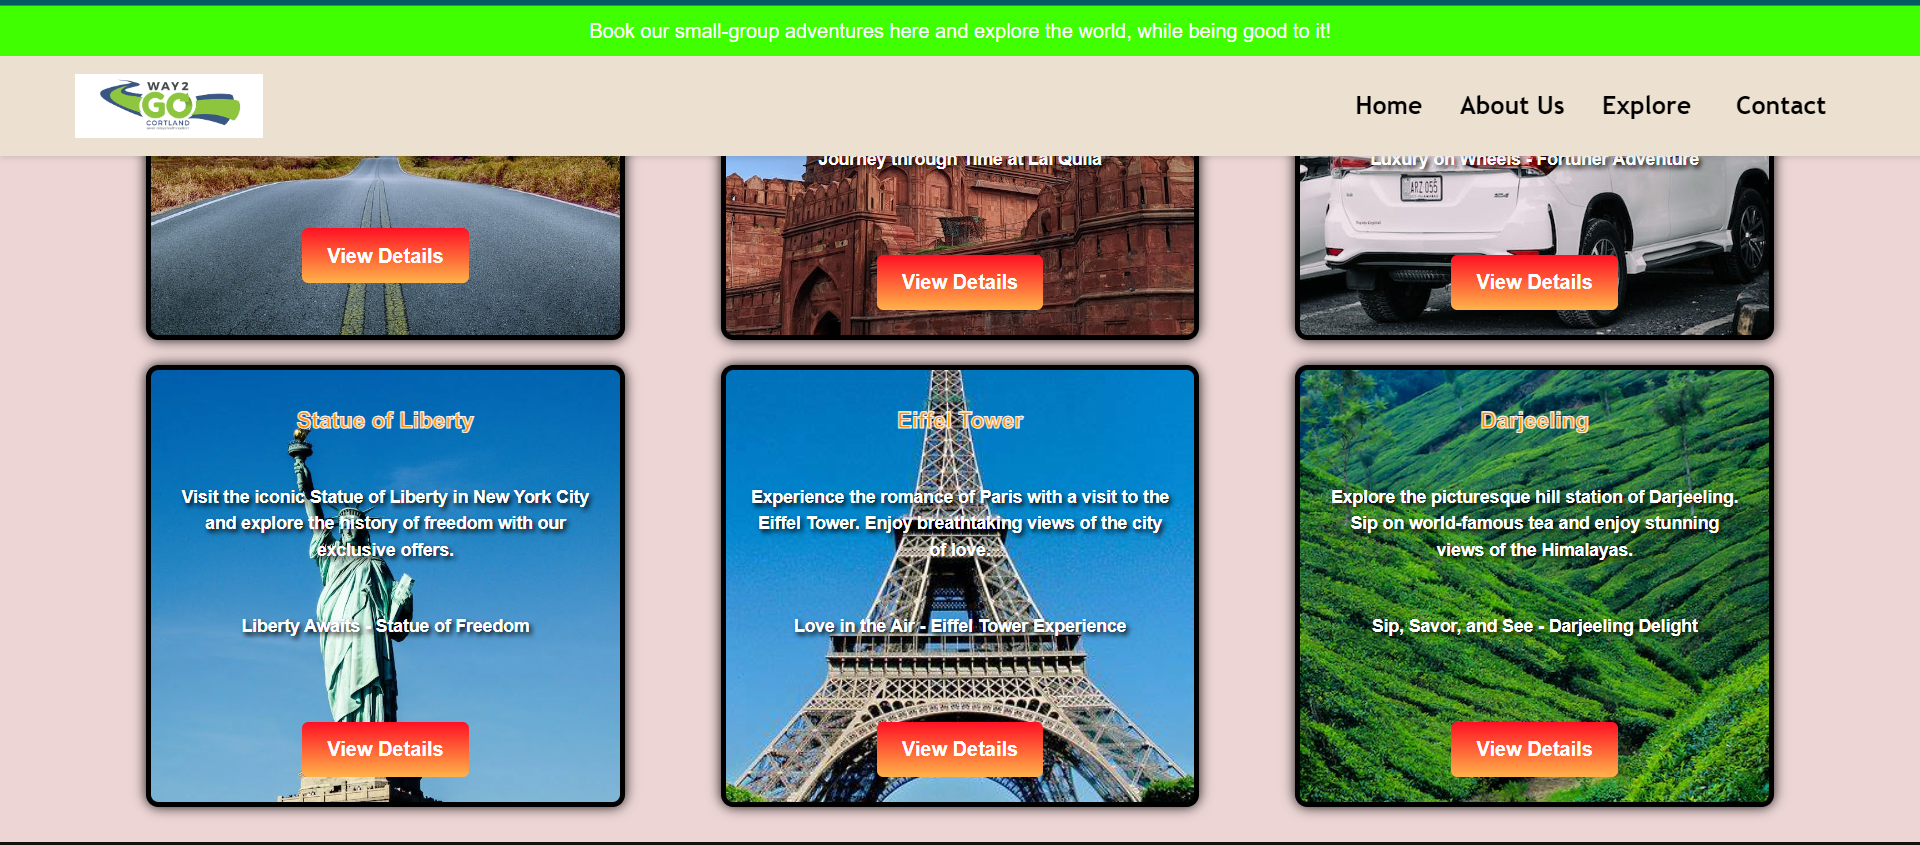 Book our small-group adventures here and explore the world, while being good to it!
WAY2
GO
CORTLAND
Home About Us Explore Contact
Journey through Time at Lal Quila
Luxury on Wheels - Fortuner Adventure
ARZ 055
View Details
View Details
View Details
Statue of Liberty
Visit the iconic Statue of Liberty in New York City
and explore the history of freedom with our
exclusive offers.
Liberty Awaits - Statue of Freedom
View Details
Eiffel Tower
Experience the romance of Paris with a visit to the
Eiffel Tower. Enjoy breathtaking views of the city
of love.
Love in the Air - Eiffel Tower Experience
View Details
Darjeeling
Explore the picturesque hill station of Darjeeling.
Sip on world-famous tea and enjoy stunning
views of the Himalayas.
Sip, Savor, and See - Darjeeling Delight
View Details